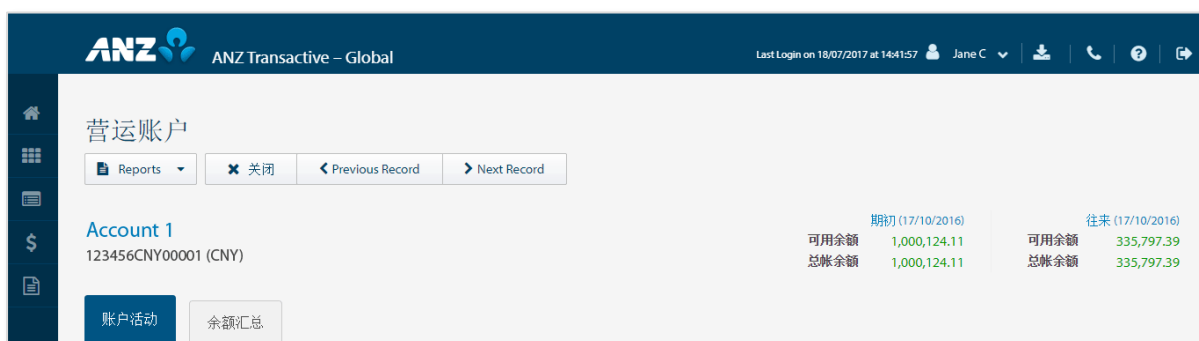 ANZ ANZ Transactive – Global Last Login on 18/07/2017 at 14:41:57 Jane C
营运账户
Reports 关闭 Previous Record Next Record
期初 (17/10/2016) 往来 (17/10/2016)
Account 1
可用余额 1,000,124.11 可用余额 335,797.39
123456CNY00001 (CNY)
总帐余额 1,000,124.11 总帐余额 335,797.39
账户活动 余额汇总